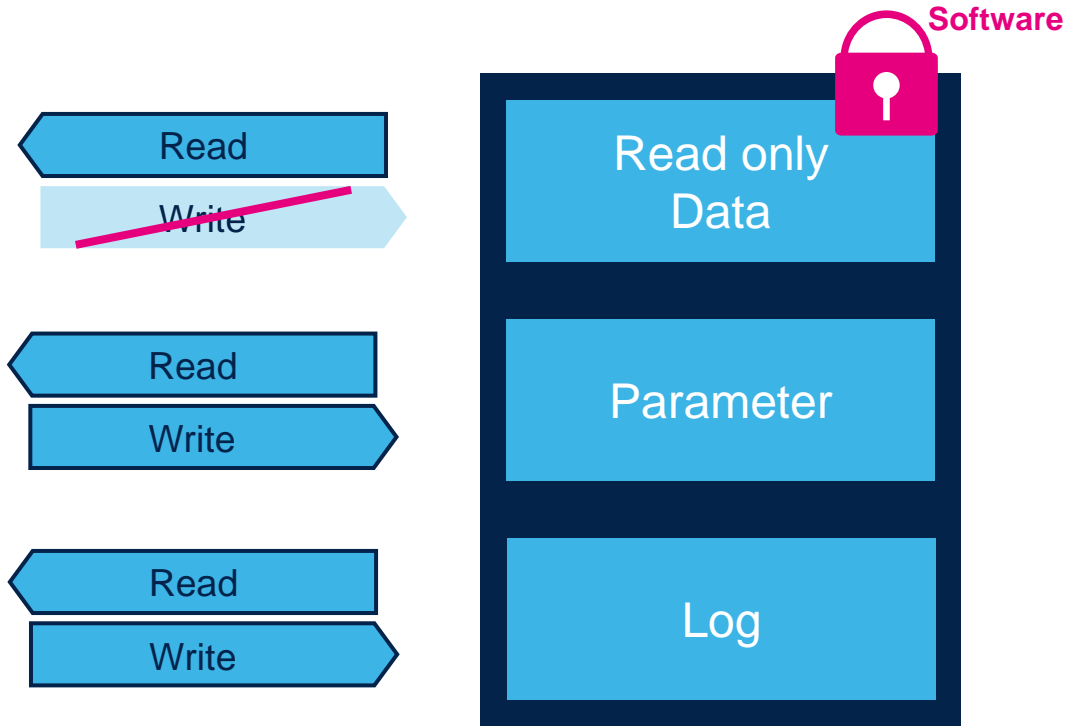 Software
Read
Write
Read only
Data
Read
Write
Parameter
Read
Write
Log